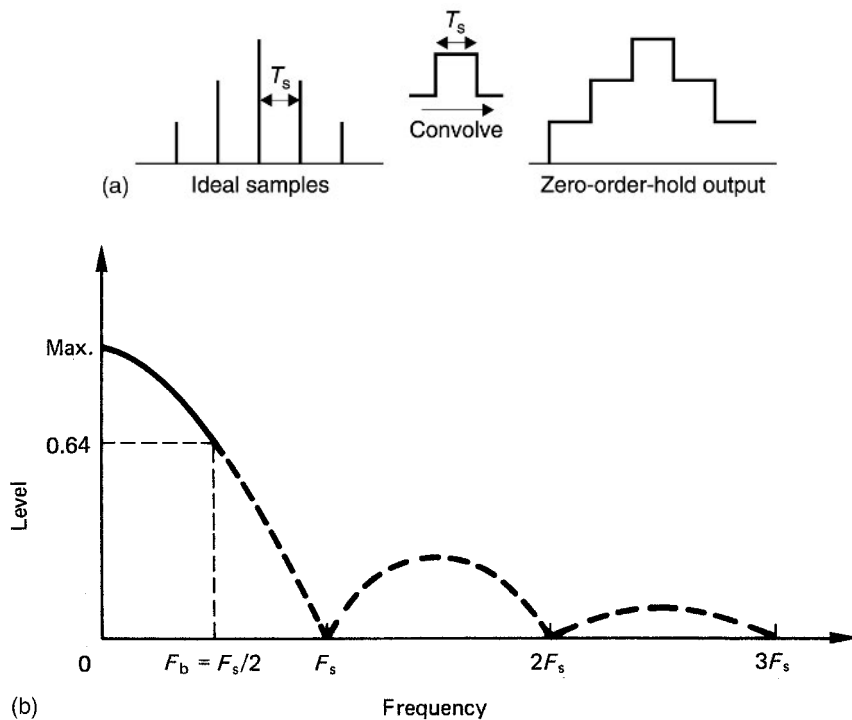 T_s
T_s
Convolve
(a)
Ideal samples
Zero-order-hold output
Max.
0.64
Level
0
F_b = F_s/2
F_s
2F_s
3F_s
(b)
Frequency